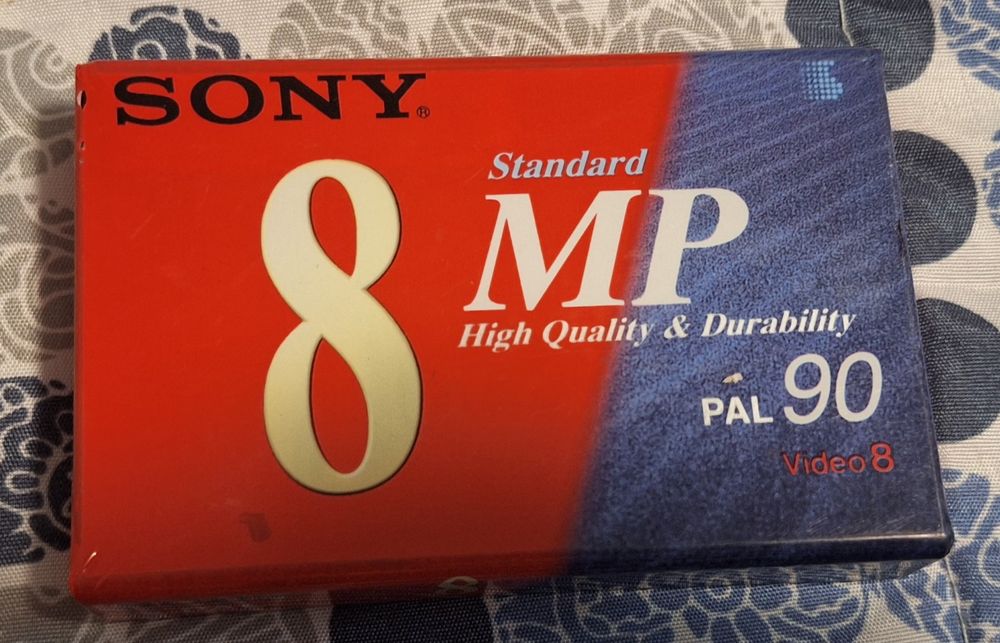 SONY®
8
Standard
MP
High Quality & Durability
PAL 90
Video 8